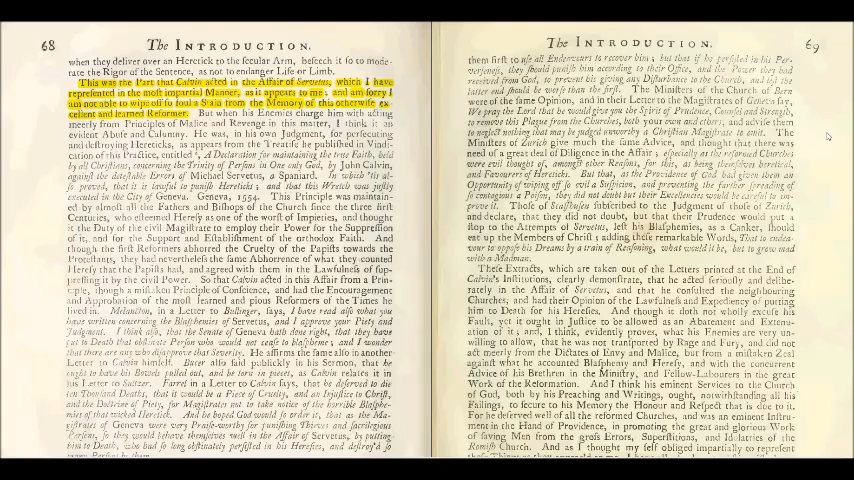 68 The INTRODUCTION.
when they deliver over an Heretick to the secular Arm, beseech it so to mode-
rate the Rigor of the Sentence, as not to endanger Life or Limb.
This was the Part that Calvin acted in the Affair of Servetus, which I have
represented in the most impartial Manner, as it appears to me; and am sorry I
am not able to wipe off so foul a Stain from the Memory of this otherwise ex-
cellent and learned Reformer. But when his Enemies charge him with acting
meerly from Principles of Malice and Revenge in this matter, I think it an
evident Abuse and Calumny. He was, in his own Judgment, for persecuting
and destroying Hereticks, as appears from the Treatise he published in Vindi-
cation of this Practice, entitled, A Declaration for maintaining the true Faith, held
by all Christians, concerning the Trinity of Persons in One only God, by John Calvin,
against the detestable Errors of Michael Servetus, a Spaniard. In which 'tis al-
so proved, that it is lawful to punish Hereticks; and that this Wretch was justly
executed in the City of Geneva. Geneva, 1554. This Principle was maintain-
ed by almost all the Fathers and Bishops of the Church since the three first
Centuries, who esteemed Heresy as one of the worst of Impieties, and thought
it the Duty of the civil Magistrate to employ their Power for the Suppression
of it, and for the Support and Establishment of the orthodox Faith. And
though the first Reformers abhorred the Cruelty of the Papists towards the
Protestants, they had nevertheless the same Abhorrence of what they counted
Heresy that the Papists had, and agreed with them in the Lawfulness of sup-
pressing it by the civil Power. So that Calvin acted in this Affair from a Prin-
ciple, though a mistaken Principle of Conscience, and had the Encouragement
and Approbation of the most learned and pious Reformers of the Times he
lived in. Melancton, in a Letter to Bullinger, says, I have read also what you
have written concerning the Blasphemies of Servetus, and I approve your Piety and
Judgment. I think also, that the Senate of Geneva hath done right, that they have
put to Death that obstinate Person who would not cease to blaspheme; and I wonder
that there are any who disapprove that Severity. He affirms the same also in another
Letter to Calvin himself. Bucer also said publickly in his Sermon, that he
ought to have his Bowels pulled out, and be torn in pieces, as Calvin relates it in
his Letter to Sultzer. Farrel in a Letter to Calvin says, that he deserved to die
ten thousand Deaths, that it would be a Piece of Cruelty, and an Injustice to Christ,
and the Doctrine of Piety, for Magistrates not to take notice of the horrible Blasphe-
mies of that wicked Heretick. And he hoped God would so order it, that as the Ma-
gistrates of Geneva were very Praise-worthy for punishing Thieves and sacrilegious
Persons, so they would behave themselves well in the Affair of Servetus, by putting
him to Death, who had so long obstinately persisted in his Heresies, and destroy'd so
many Persons by them.
The INTRODUCTION. 69
them first to use all Endeavours to recover him; but that if he persisted in his Per-
verseness, they should punish him according to their Office, and the Power they had
received from God, to prevent his giving any Disturbance to the Church, and lest the
latter end should be worse than the first. The Ministers of the Church of Bern
were of the same Opinion, and in their Letter to the Magistrates of Geneva say,
We pray the Lord that he would give you the Spirit of Prudence, Counsel and Strength,
to remove this Plague from the Churches, both your own and others, and advise them
to neglect nothing that may be judged unworthy a Christian Magistrate to omit. The
Ministers of Zurich give much the same Advice, and thought that there was
need of a great deal of Diligence in the Affair; especially as the reformed Churches
were evil thought of, amongst other Reasons, for this, as being themselves heretical,
and Favourers of Hereticks. But that, as the Providence of God had given them an
Opportunity of wiping off so evil a Suspicion, and preventing the farther spreading of
so contagious a Poison, they did not doubt but their Excellencies would be careful to im-
prove it. Those of Scaffusen subscribed to the Judgment of those of Zurich,
and declare, that they did not doubt, but that their Prudence would put a
stop to the Attempts of Servetus, left his Blasphemies, as a Canker, should
eat up the Members of Christ; adding these remarkable Words, That to endea-
vour to oppose his Dreams by a train of Reasoning, what would it be, but to grow mad
with a Madman.
These Extracts, which are taken out of the Letters printed at the End of
Calvin's Institutions, clearly demonstrate, that he acted seriously and delibe-
rately in the Affair of Servetus, and that he consulted the neighbouring
Churches, and had their Opinion of the Lawfulness and Expediency of putting
him to Death for his Heresies. And though it doth not wholly excuse his
Fault, yet it ought in Justice to be allowed as an Abatement and Extenu-
ation of it; and, I think, evidently proves, what his Enemies are very un-
willing to allow, that he was not transported by Rage and Fury, and did not
act meerly from the Dictates of Envy and Malice, but from a mistaken Zeal
against what he accounted Blasphemy and Heresy, and with the concurrent
Advice of his Brethren in the Ministry, and Fellow-Labourers in the great
Work of the Reformation. And I think his eminent Services to the Church
of God, both by his Preaching and Writings, ought, notwithstanding all his
Failings, to secure to his Memory the Honour and Respect that is due to it.
For he deserved well of all the reformed Churches, and was an eminent Instru-
ment in the Hand of Providence, in promoting the great and glorious Work
of saving Men from the gross Errors, Superstitions, and Idolatries of the
Romish Church. And as I thought my self obliged impartially to represent